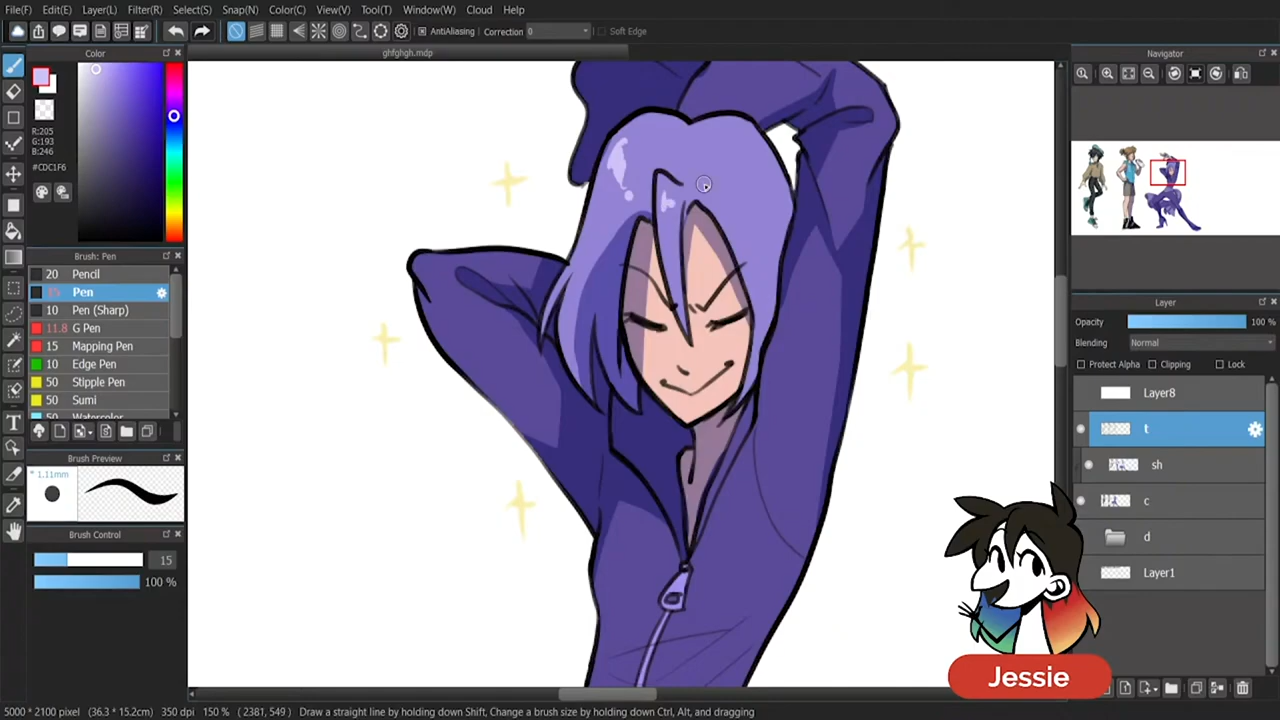 File(F) Edit(E) Layer(L) Filter(R) Select(S) Snap(N) Color(C) View(V) Tool(T) Window(W) Cloud Help
AntiAliasing Correction 0 Soft Edge
Color
ghfghgh.mdp
Navigator
R:205
G:193
B:246
#CDC1F6
Brush: Pen
20 Pencil
15 Pen
10 Pen (Sharp)
11.8 G Pen
15 Mapping Pen
10 Edge Pen
50 Stipple Pen
50 Sumi
50 Watercolor
Brush Preview
* 1.11mm
Brush Control
15
100 %
Layer
Opacity 100 %
Blending Normal
Protect Alpha Clipping Lock
Layer8
t
sh
c
d
Layer1
Jessie
5000 * 2100 pixel (36.3 * 15.2cm) 350 dpi 150 % ( 2381, 549 ) Draw a straight line by holding down Shift, Change a brush size by holding down Ctrl, Alt, and dragging